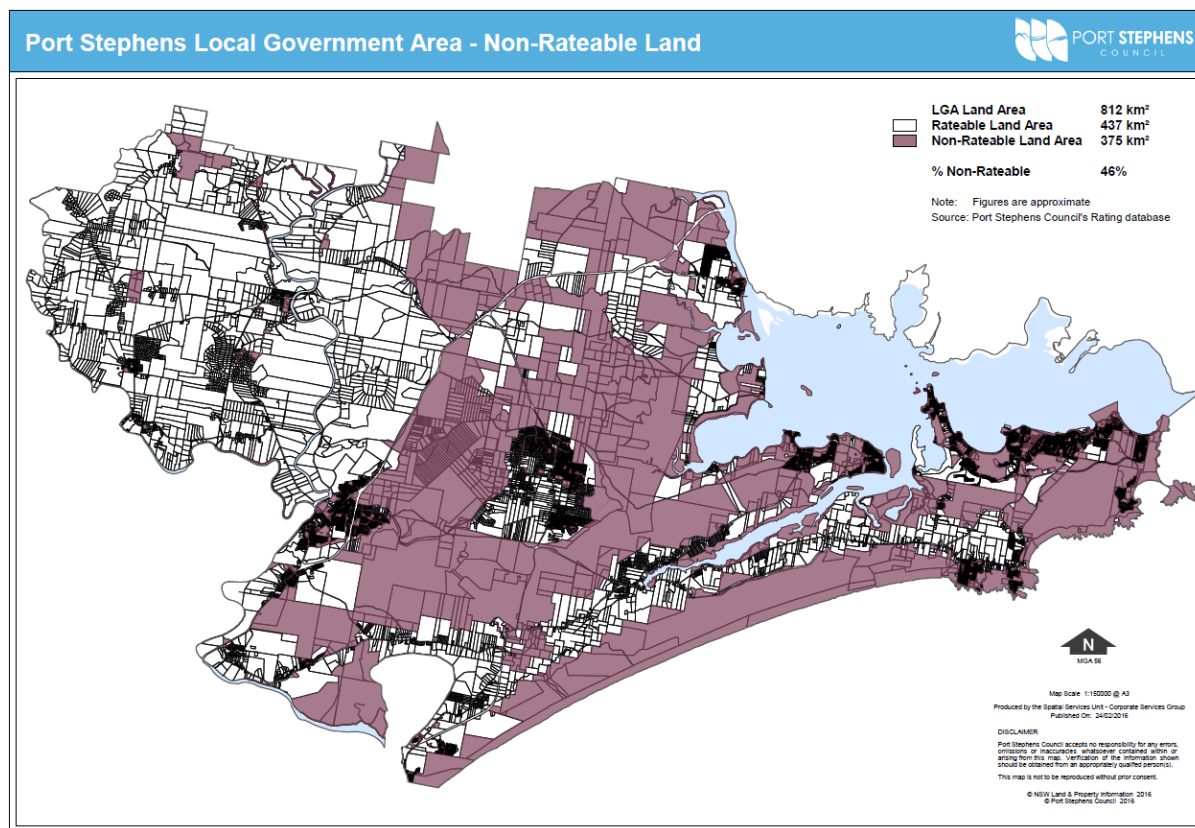 Port Stephens Local Government Area - Non-Rateable Land
PORT STEPHENS
COUNCIL
LGA Land Area 812 km²
Rateable Land Area 437 km²
Non-Rateable Land Area 375 km²
% Non-Rateable 46%
Note: Figures are approximate
Source: Port Stephens Council's Rating database
N
MGA 56
Map Scale 1:150000 @ A3
Produced by the Spatial Services Unit - Corporate Services Group
Published On: 24/02/2016
DISCLAIMER
Port Stephens Council accepts no responsibility for any errors,
omissions or inaccuracies whatsoever contained within or
arising from this map. Verification of the information shown
should be obtained from an appropriately qualified person(s).
This map is not to be reproduced without prior consent.
© NSW Land & Property Information 2016
© Port Stephens Council 2016